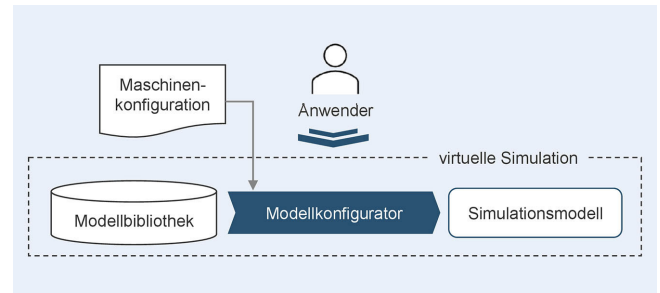 Maschinen-
konfiguration
Anwender
virtuelle Simulation
Modellbibliothek
Modellkonfigurator
Simulationsmodell